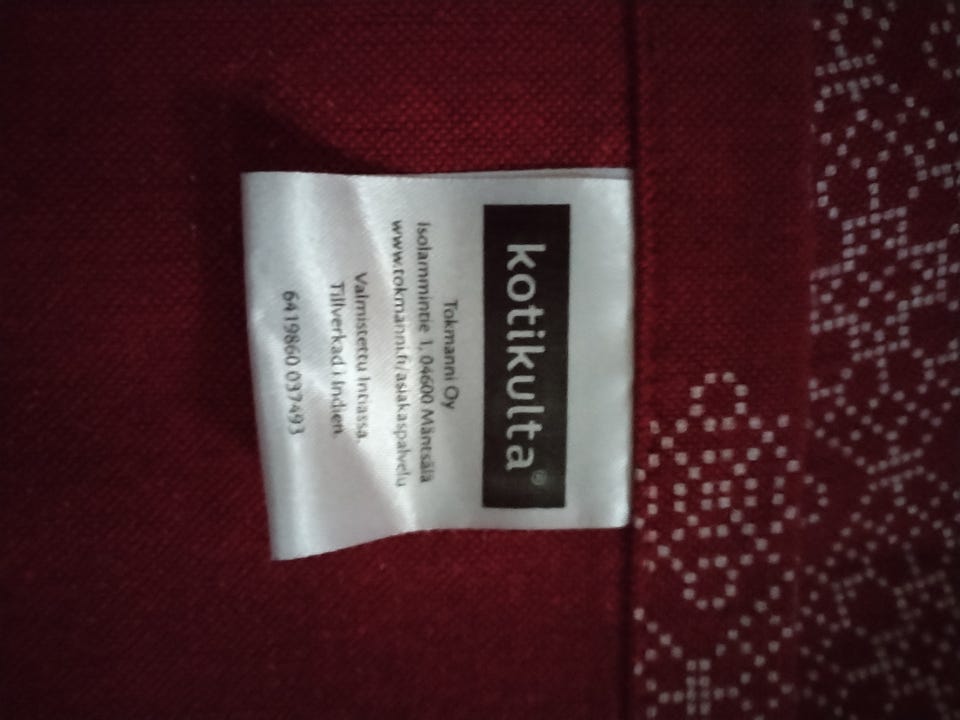 kotikulta®
Tokmanni Oy
Isolammintie 1, 04600 Mäntsälä
www.tokmanni.fi/asiakaspalvelu
Valmistettu Intiassa.
Tillverkad i Indien.
6419860 037493